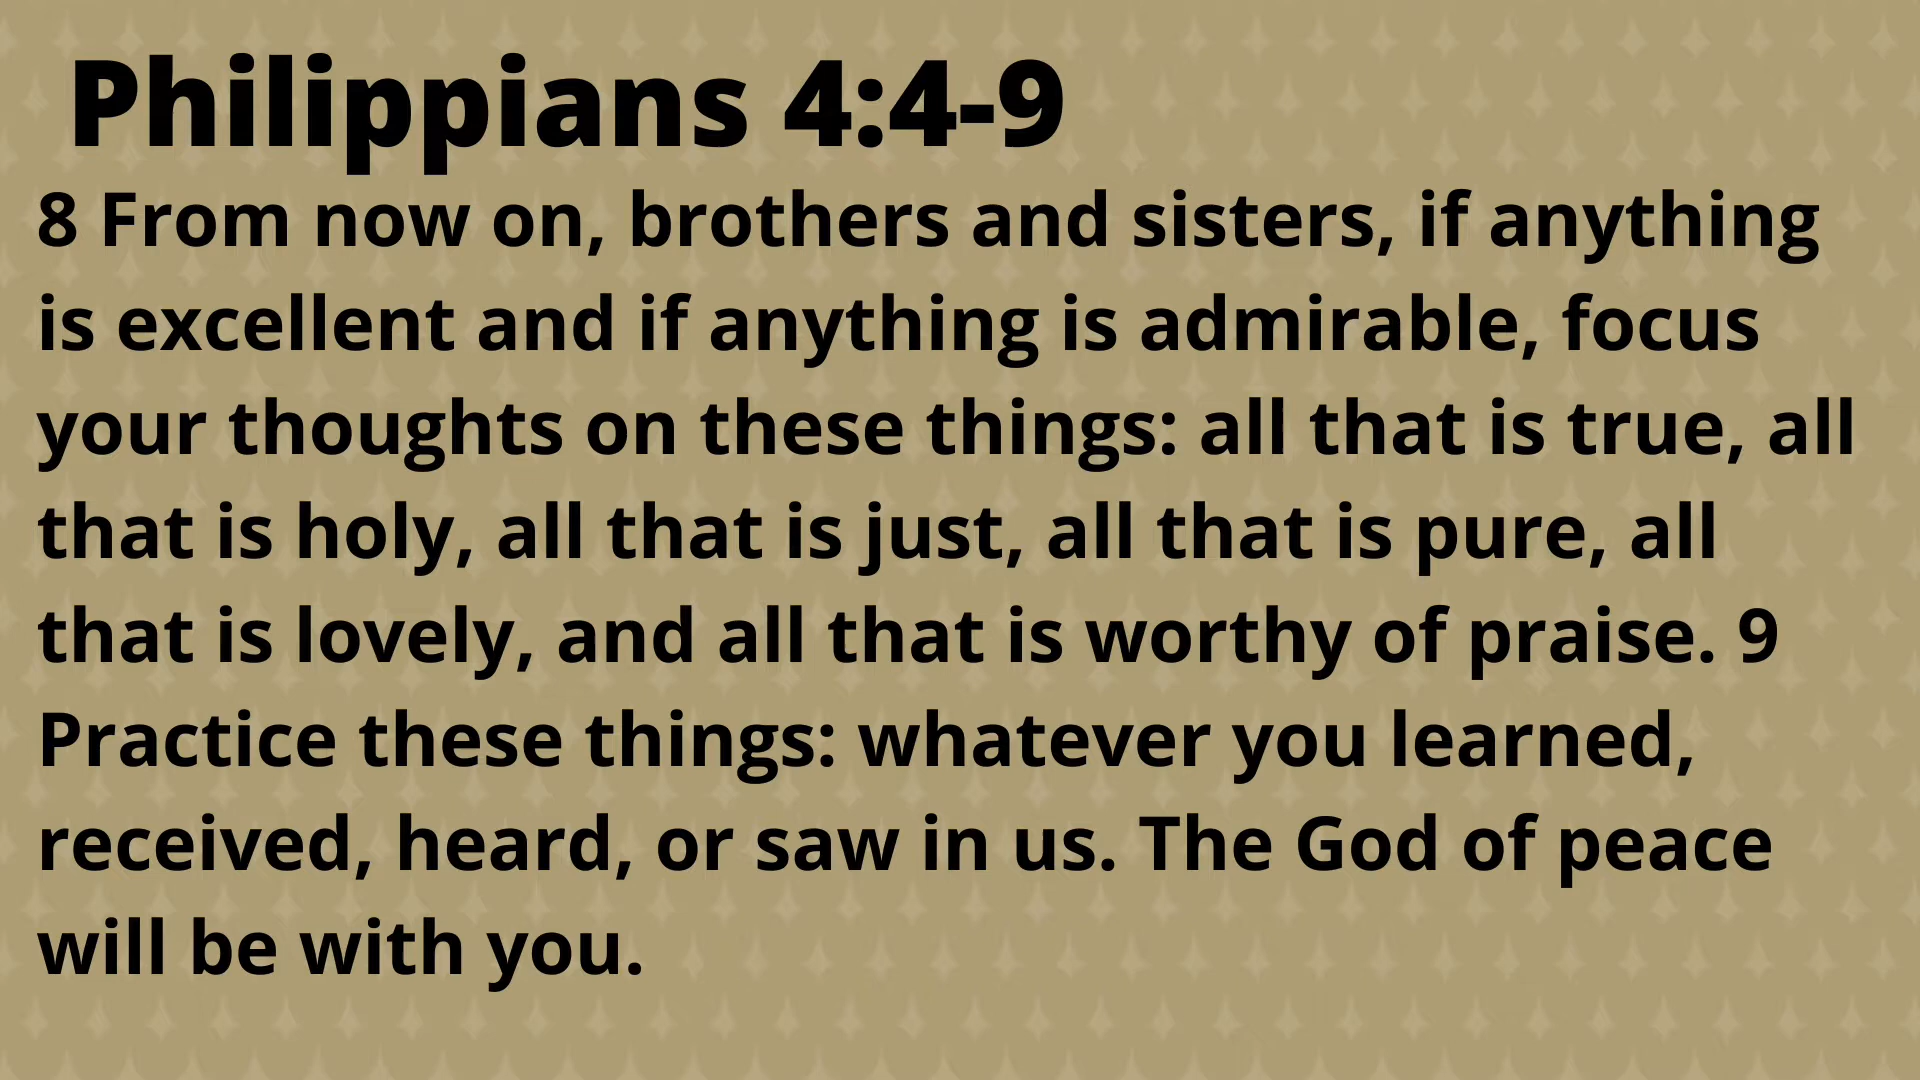 Philippians 4:4-9
8 From now on, brothers and sisters, if anything
is excellent and if anything is admirable, focus
your thoughts on these things: all that is true, all
that is holy, all that is just, all that is pure, all
that is lovely, and all that is worthy of praise. 9
Practice these things: whatever you learned,
received, heard, or saw in us. The God of peace
will be with you.